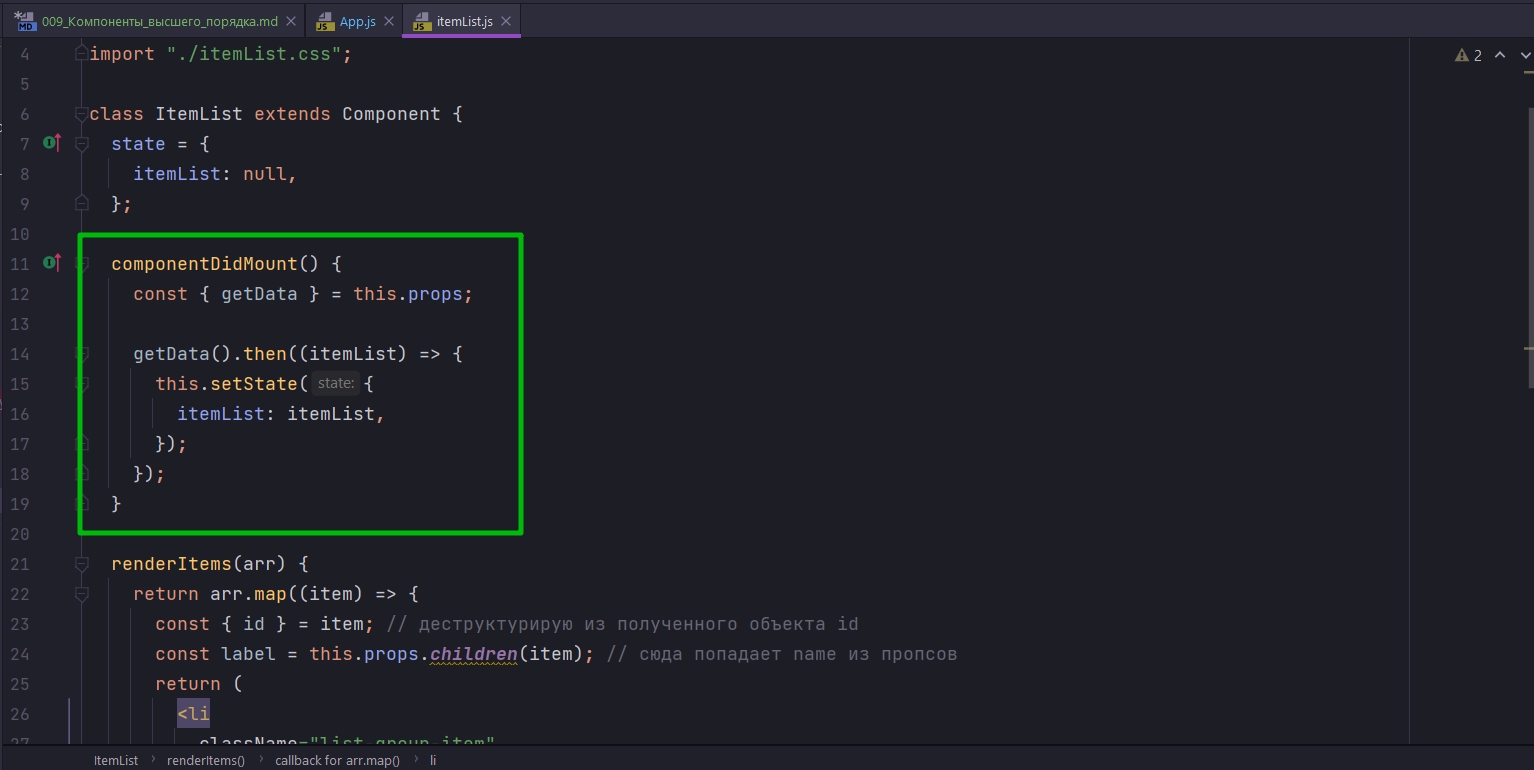 009_Компоненты_высшего_порядка.md App.js itemList.js
4 import "./itemList.css"; 2
5
6 class ItemList extends Component {
7 state = {
8 itemList: null,
9 };
10
11 componentDidMount() {
12 const { getData } = this.props;
13
14 getData().then((itemList) => {
15 this.setState( state: {
16 itemList: itemList,
17 });
18 });
19 }
20
21 renderItems(arr) {
22 return arr.map((item) => {
23 const { id } = item; // деструктурирую из полученного объекта id
24 const label = this.props.children(item); // сюда попадает name из пропсов
25 return (
26 <li
27 className="list-group-item"
ItemList › renderItems() › callback for arr.map() › li